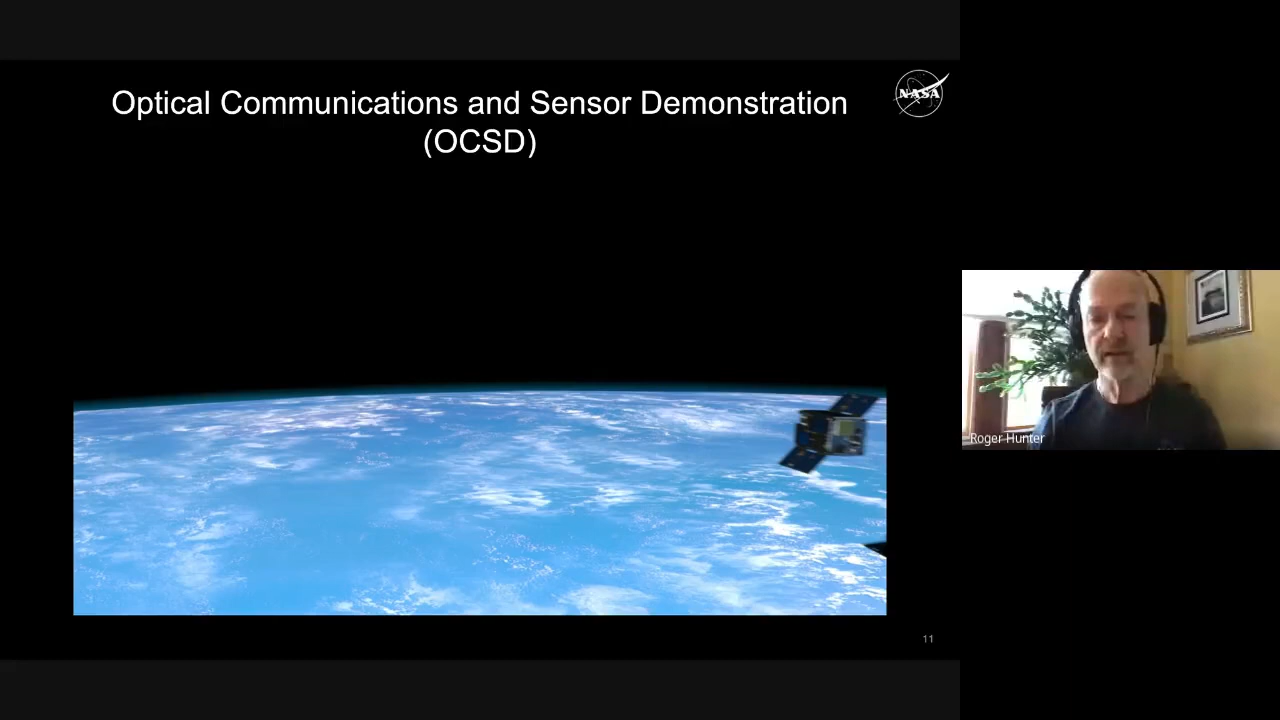 Optical Communications and Sensor Demonstration
(OCSD)
NASA
Roger Hunter
11